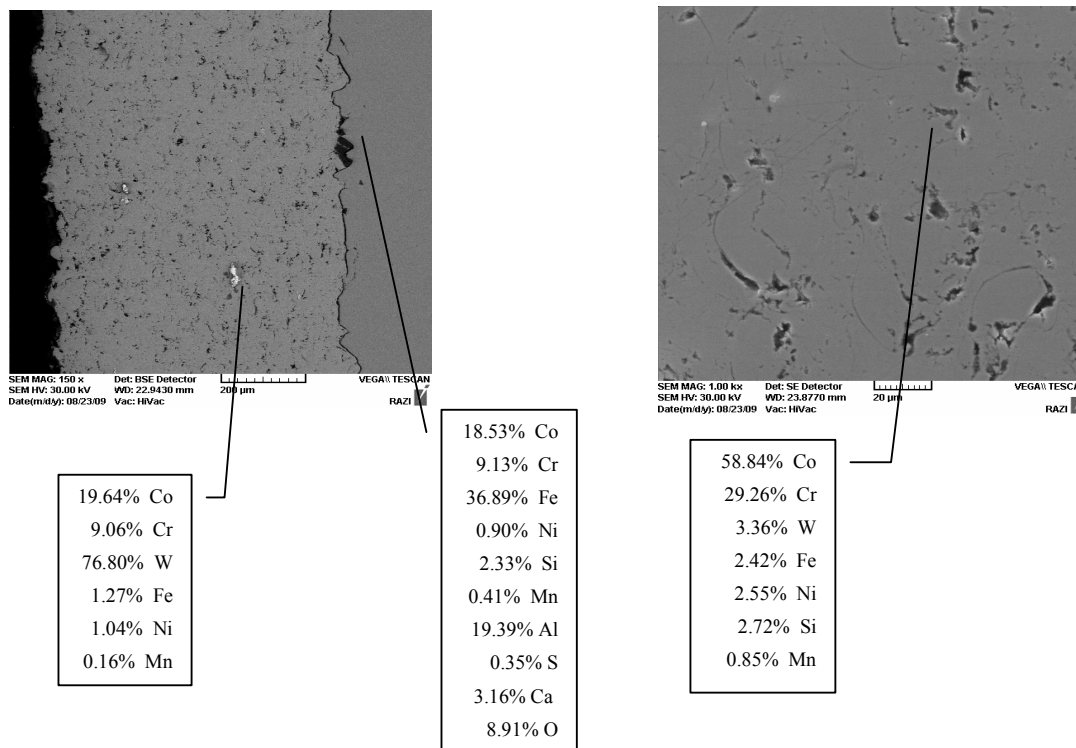 SEM MAG: 150 x Det: BSE Detector
SEM HV: 30.00 kV WD: 22.9430 mm 200 µm VEGA\\ TESCAN
Date(m/d/y): 08/23/09 Vac: HiVac RAZI
SEM MAG: 1.00 kx Det: SE Detector
SEM HV: 30.00 kV WD: 23.8770 mm 20 µm VEGA\\ TESCAN
Date(m/d/y): 08/23/09 Vac: HiVac RAZI
19.64% Co
9.06% Cr
76.80% W
1.27% Fe
1.04% Ni
0.16% Mn
18.53% Co
9.13% Cr
36.89% Fe
0.90% Ni
2.33% Si
0.41% Mn
19.39% Al
0.35% S
3.16% Ca
8.91% O
58.84% Co
29.26% Cr
3.36% W
2.42% Fe
2.55% Ni
2.72% Si
0.85% Mn